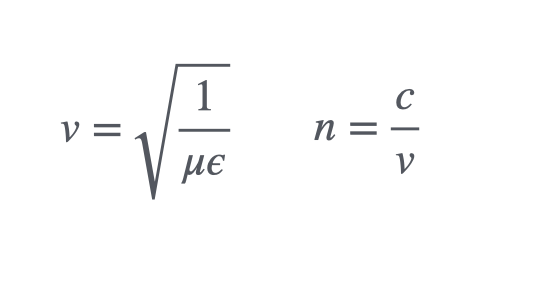 v = √(1/μϵ)    n = c/v